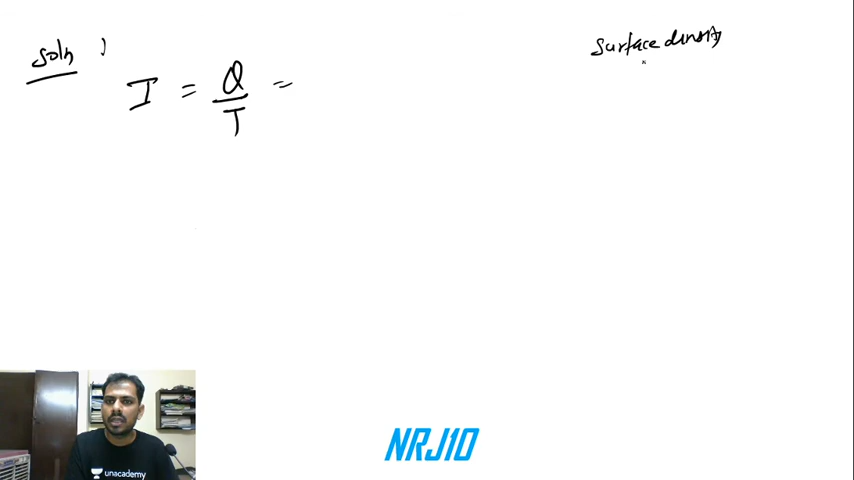 Soln :
Surface density
I = Q/T =
unacademy
NRJ10